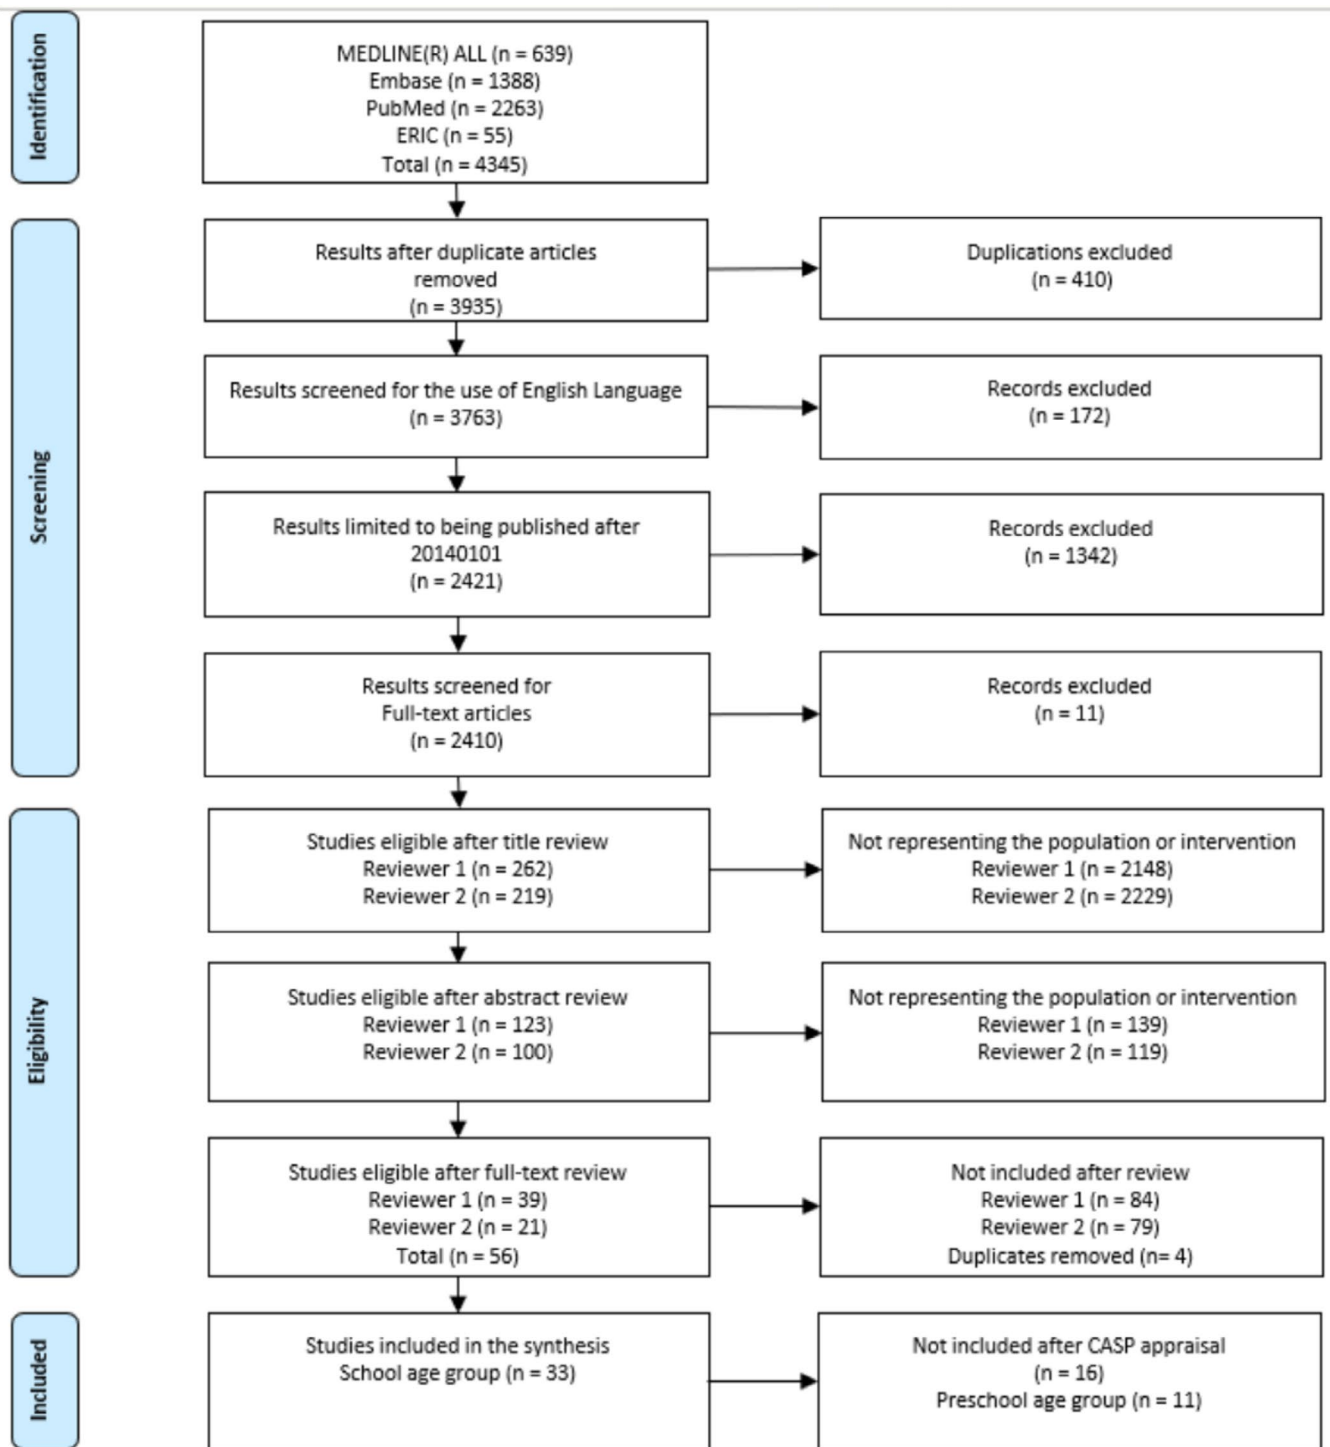 Identification
MEDLINE(R) ALL (n = 639)
Embase (n = 1388)
PubMed (n = 2263)
ERIC (n = 55)
Total (n = 4345)
Screening
Results after duplicate articles
removed
(n = 3935)
Duplications excluded
(n = 410)
Results screened for the use of English Language
(n = 3763)
Records excluded
(n = 172)
Results limited to being published after
20140101
(n = 2421)
Records excluded
(n = 1342)
Results screened for
Full-text articles
(n = 2410)
Records excluded
(n = 11)
Eligibility
Studies eligible after title review
Reviewer 1 (n = 262)
Reviewer 2 (n = 219)
Not representing the population or intervention
Reviewer 1 (n = 2148)
Reviewer 2 (n = 2229)
Studies eligible after abstract review
Reviewer 1 (n = 123)
Reviewer 2 (n = 100)
Not representing the population or intervention
Reviewer 1 (n = 139)
Reviewer 2 (n = 119)
Studies eligible after full-text review
Reviewer 1 (n = 39)
Reviewer 2 (n = 21)
Total (n = 56)
Not included after review
Reviewer 1 (n = 84)
Reviewer 2 (n = 79)
Duplicates removed (n= 4)
Included
Studies included in the synthesis
School age group (n = 33)
Not included after CASP appraisal
(n = 16)
Preschool age group (n = 11)